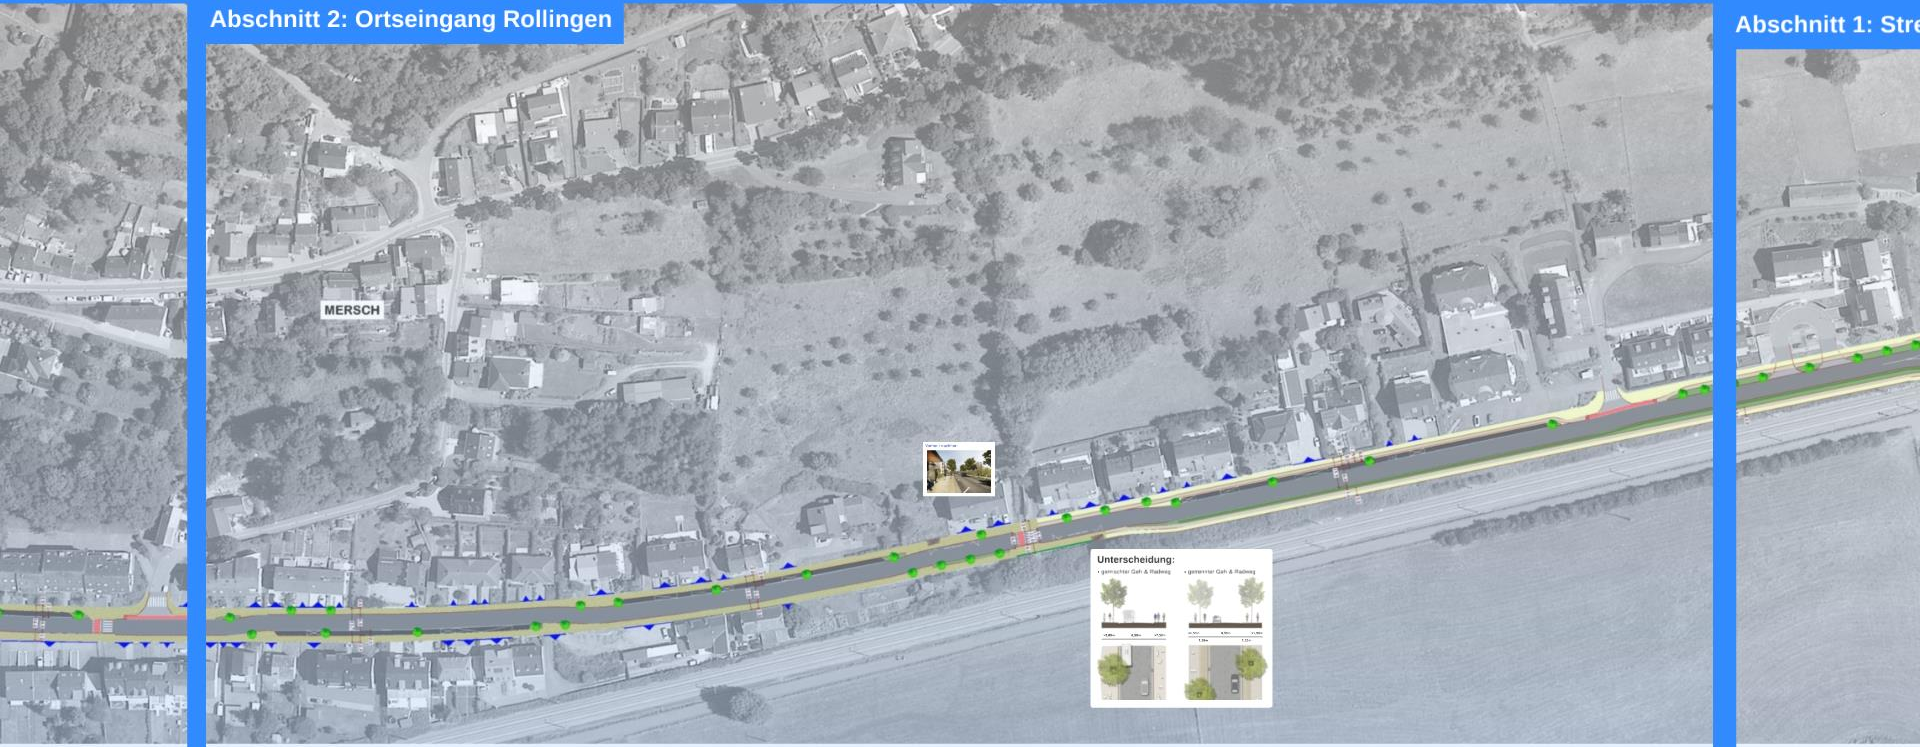 Abschnitt 2: Ortseingang Rollingen
Abschnitt 1: Stre
MERSCH
Unterscheidung:
• gemischter Geh & Radweg
• getrennter Geh & Radweg